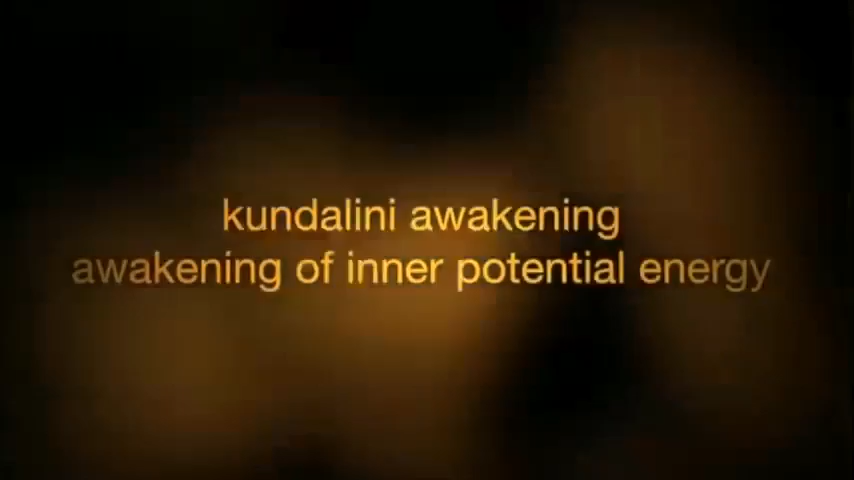 kundalini awakening
awakening of inner potential energy